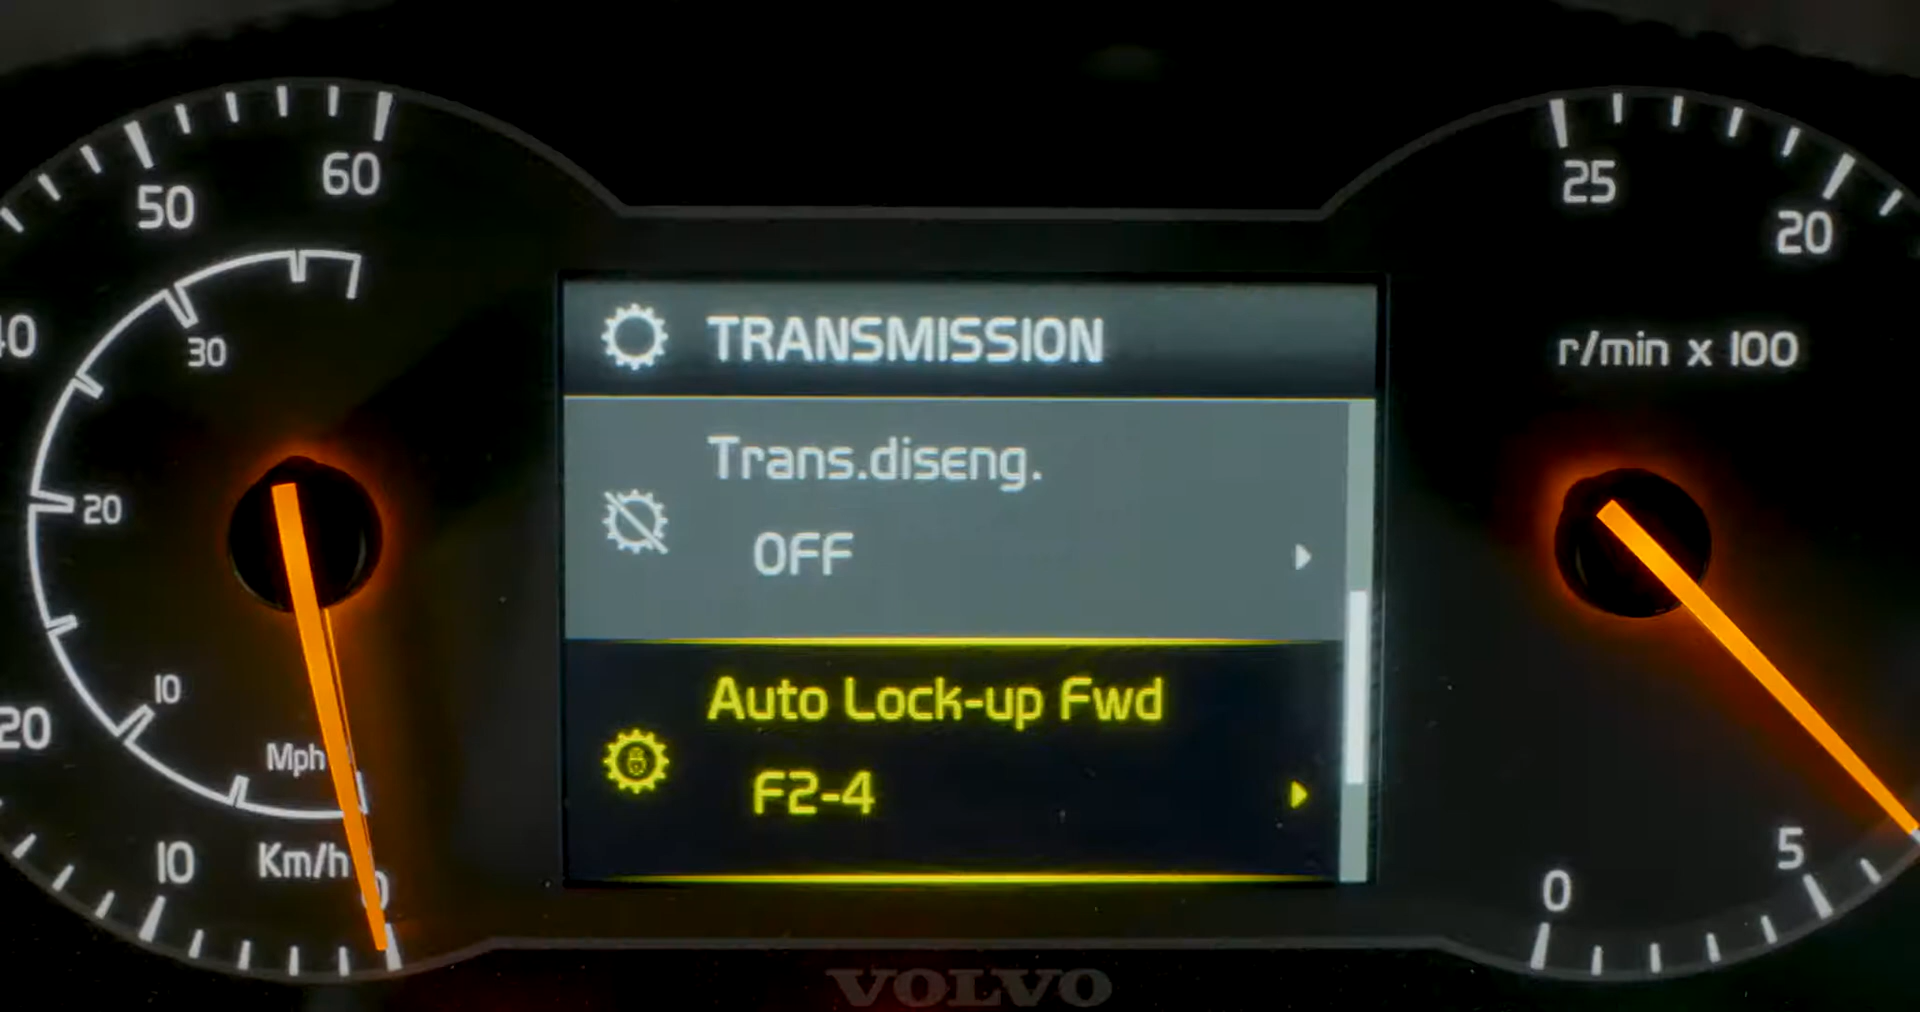 60
50
40
20
10
Km/h
0
30
20
10
Mph
TRANSMISSION
Trans.diseng.
OFF
Auto Lock-up Fwd
F2-4
25
20
r/min x 100
5
0
VOLVO